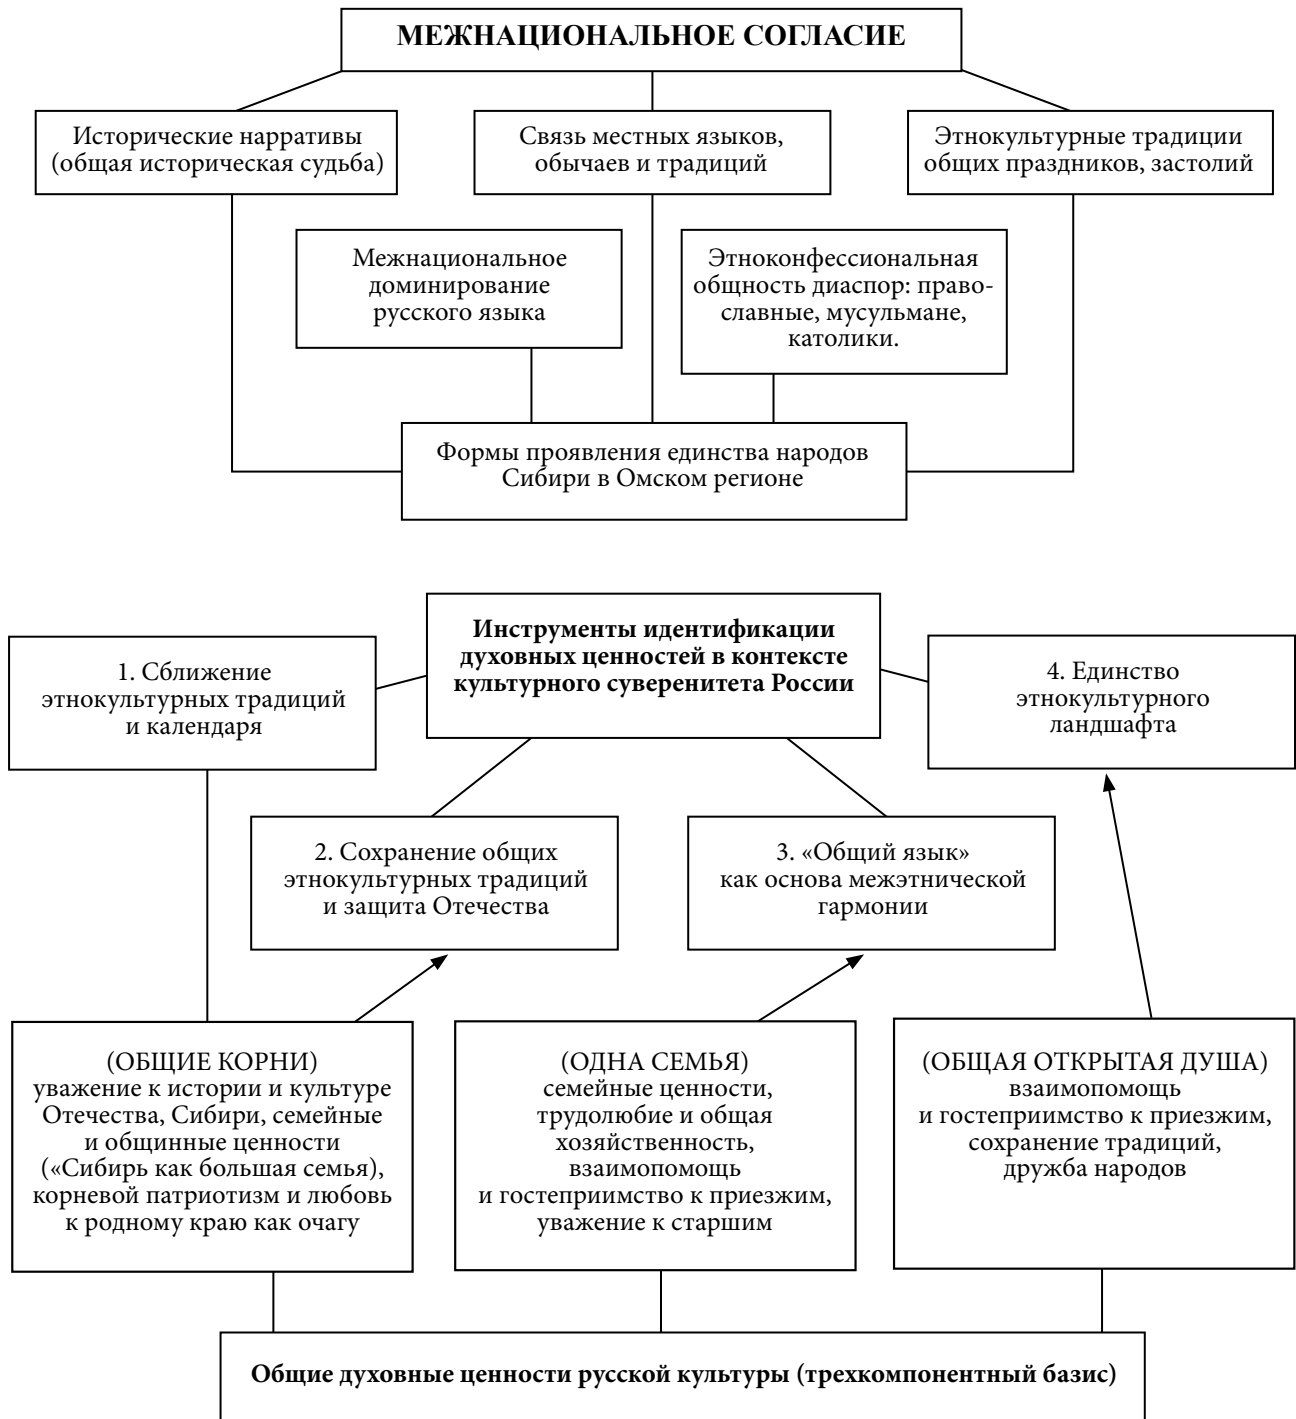 МЕЖНАЦИОНАЛЬНОЕ СОГЛАСИЕ
Исторические нарративы
(общая историческая судьба)
Связь местных языков,
обычаев и традиций
Этнокультурные традиции
общих праздников, застолий
Межнациональное
доминирование
русского языка
Этноконфессиональная
общность диаспор: право-
славные, мусульмане,
католики.
Формы проявления единства народов
Сибири в Омском регионе
Инструменты идентификации
духовных ценностей в контексте
культурного суверенитета России
1. Сближение
этнокультурных традиций
и календаря
4. Единство
этнокультурного
ландшафта
2. Сохранение общих
этнокультурных традиций
и защита Отечества
3. «Общий язык»
как основа межэтнической
гармонии
(ОБЩИЕ КОРНИ)
уважение к истории и культуре
Отечества, Сибири, семейные
и общинные ценности
(«Сибирь как большая семья),
корневой патриотизм и любовь
к родному краю как очагу
(ОДНА СЕМЬЯ)
семейные ценности,
трудолюбие и общая
хозяйственность,
взаимопомощь
и гостеприимство к приезжим,
уважение к старшим
(ОБЩАЯ ОТКРЫТАЯ ДУША)
взаимопомощь
и гостеприимство к приезжим,
сохранение традиций,
дружба народов
Общие духовные ценности русской культуры (трехкомпонентный базис)